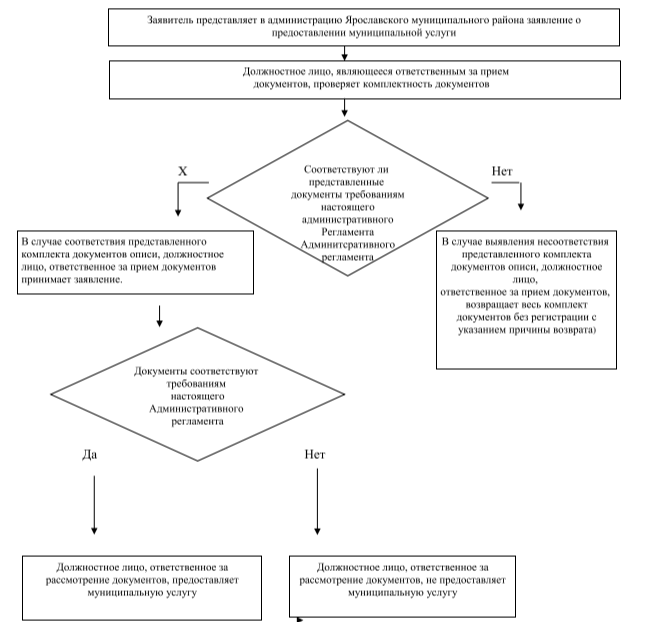 Заявитель представляет в администрацию Ярославского муниципального района заявление о
предоставлении муниципальной услуги
Должностное лицо, являющееся ответственным за прием
документов, проверяет комплектность документов
Соответствуют ли
представленные
документы требованиям
настоящего
административного
Регламента
Админитсративного
регламента
Х
Нет
В случае соответствия представленного
комплекта документов описи, должностное
лицо, ответственное за прием документов
принимает заявление.
В случае выявления несоответствия
представленного комплекта
документов описи, должностное
лицо,
ответственное за прием документов,
возвращает весь комплект
документов без регистрации с
указанием причины возврата)
Документы соответствуют
требованиям
настоящего
Административного
регламента
Да
Нет
Должностное лицо, ответственное за
рассмотрение документов, предоставляет
муниципальную услугу
Должностное лицо, ответственное за
рассмотрение документов, не предоставляет
муниципальную услугу